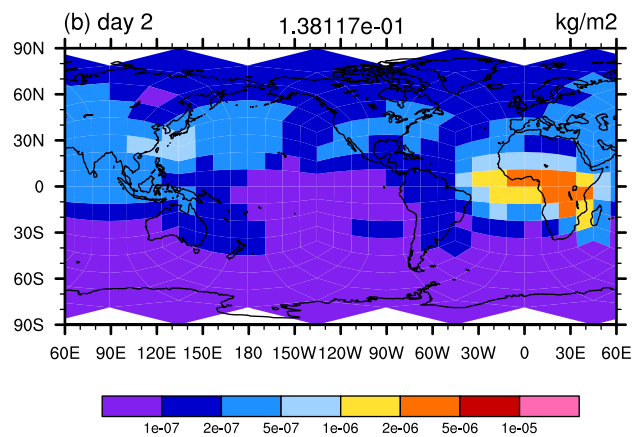 (b) day 2 1.38117e-01 kg/m2
90N
60N
30N
0
30S
60S
90S
60E 90E 120E 150E 180 150W 120W 90W 60W 30W 0 30E 60E
1e-07 2e-07 5e-07 1e-06 2e-06 5e-06 1e-05